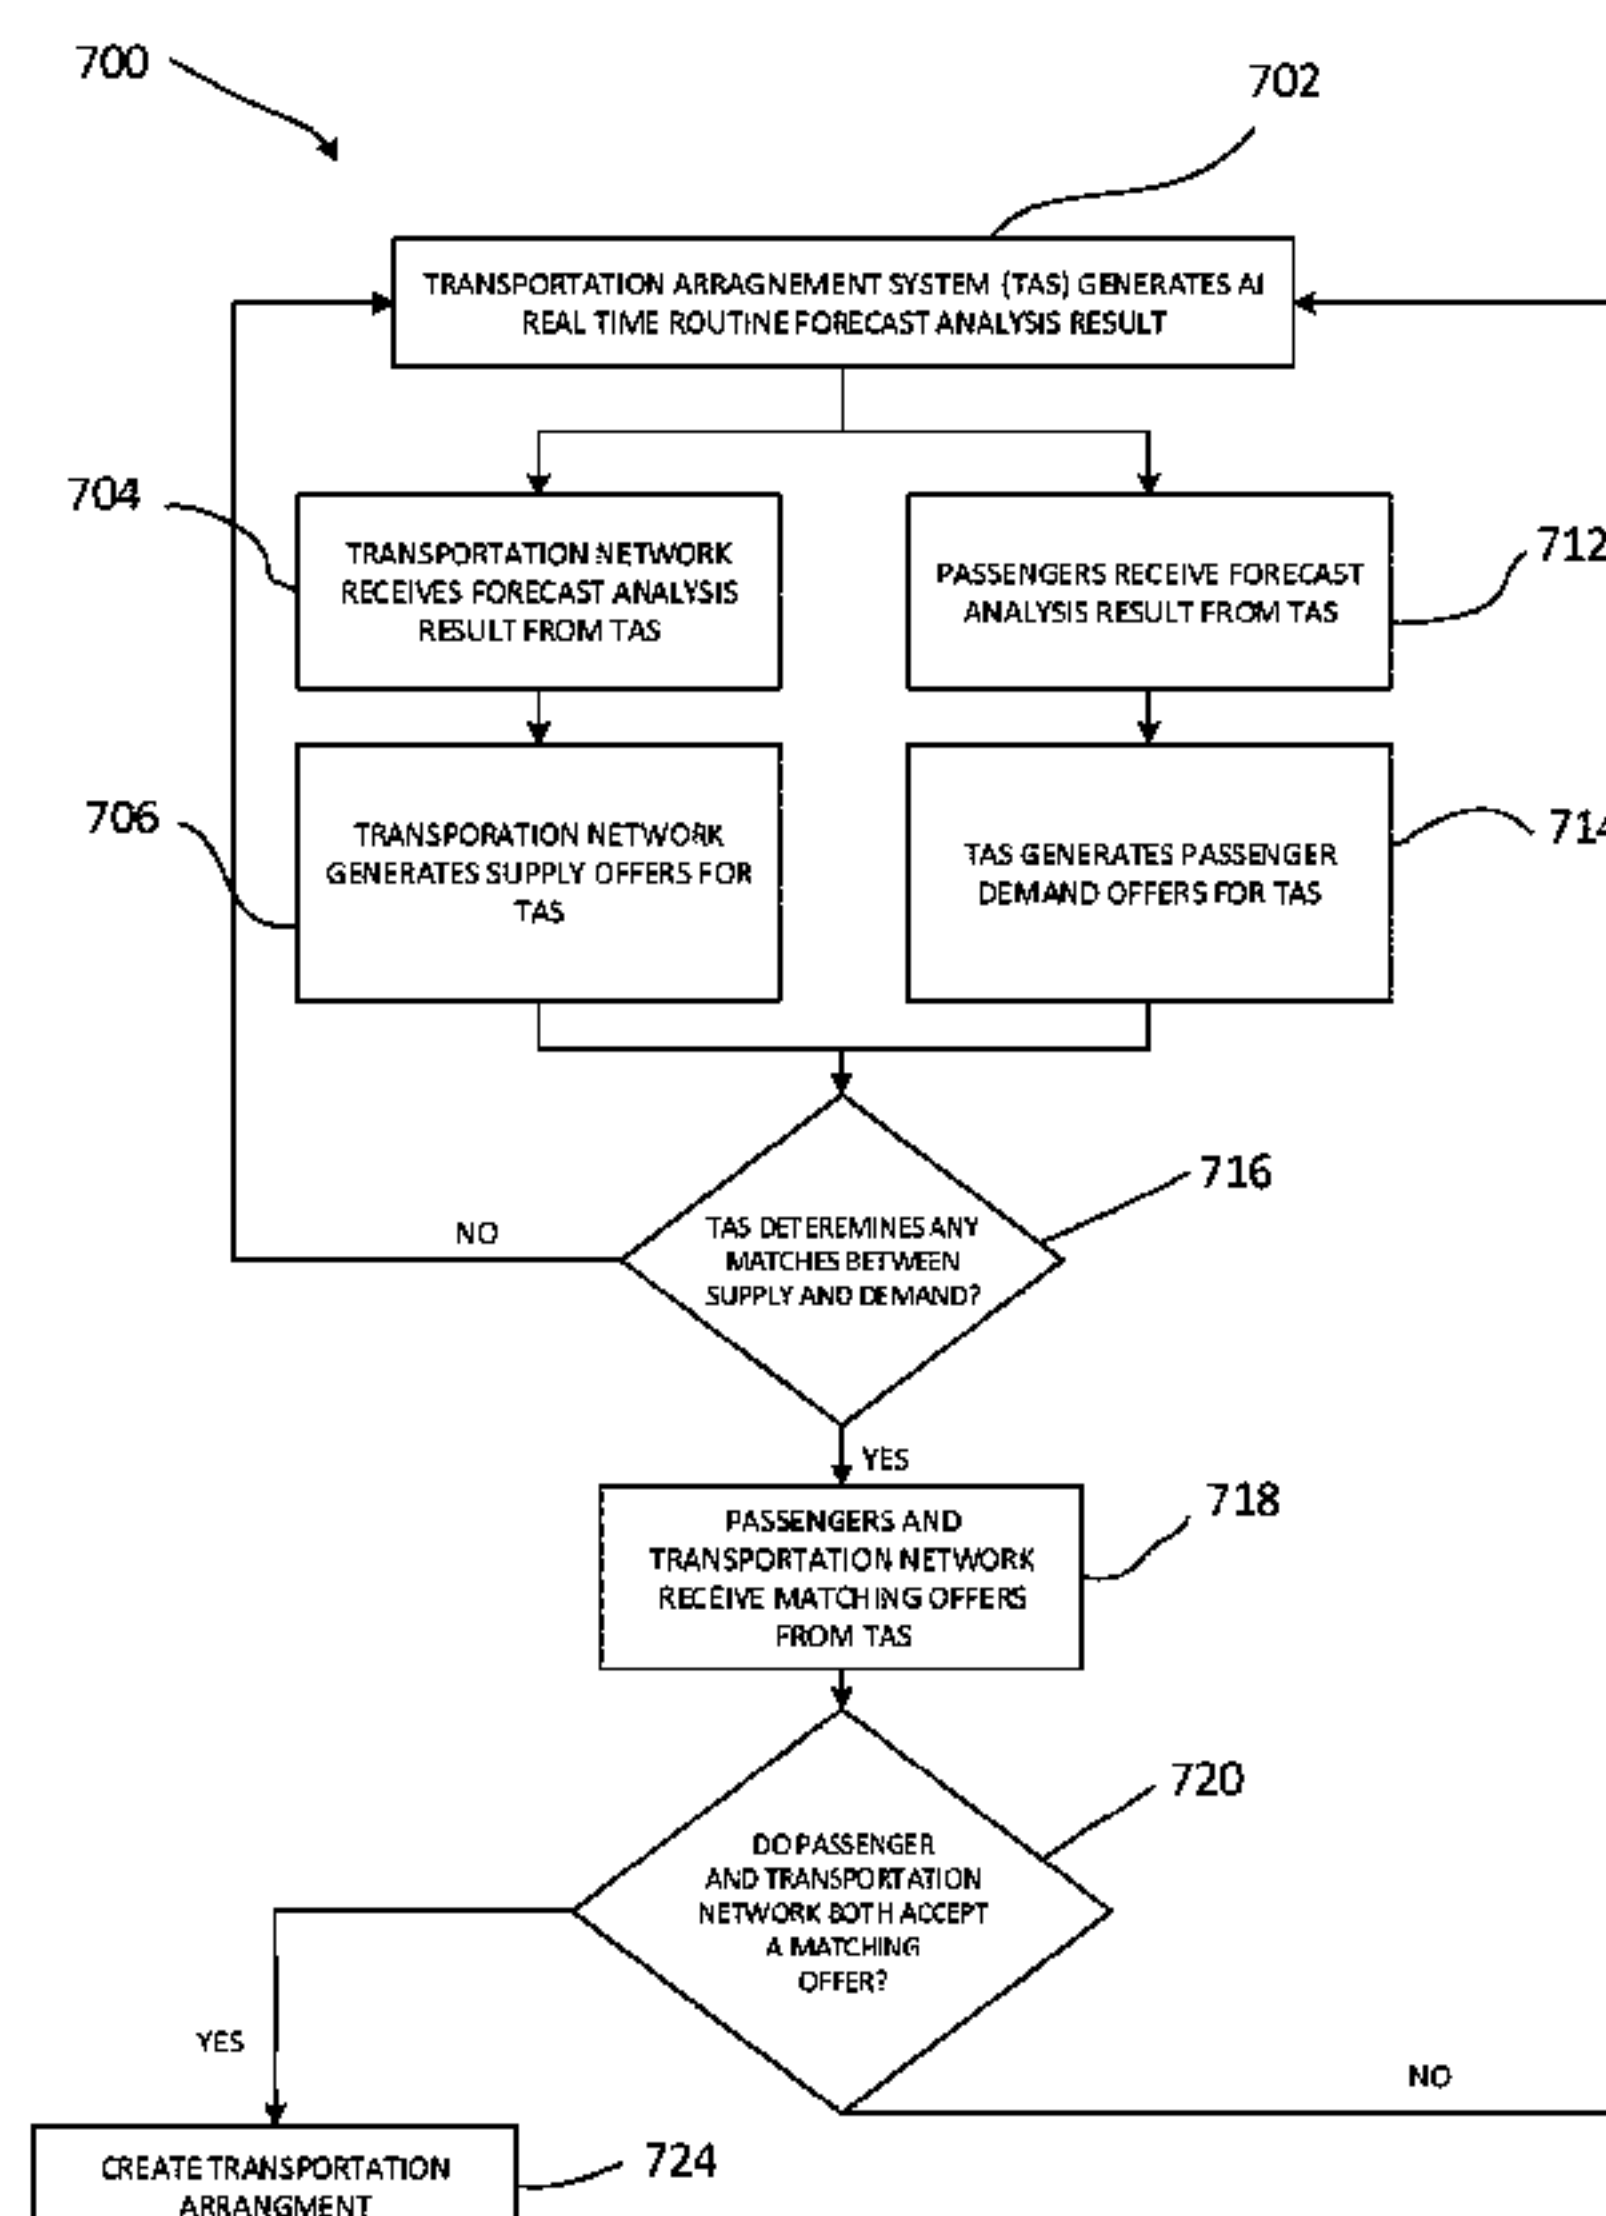 700
702
TRANSPORTATION ARRAGNEMENT SYSTEM (TAS) GENERATES AI
REAL TIME ROUTINE FORECAST ANALYSIS RESULT
704
TRANSPORTATION NETWORK
RECEIVES FORECAST ANALYSIS
RESULT FROM TAS
PASSENGERS RECEIVE FORECAST
ANALYSIS RESULT FROM TAS
712
706
TRANSPORATION NETWORK
GENERATES SUPPLY OFFERS FOR
TAS
TAS GENERATES PASSENGER
DEMAND OFFERS FOR TAS
714
716
NO
TAS DETEREMINES ANY
MATCHES BETWEEN
SUPPLY AND DEMAND?
YES
718
PASSENGERS AND
TRANSPORTATION NETWORK
RECEIVE MATCHING OFFERS
FROM TAS
720
DO PASSENGER
AND TRANSPORTATION
NETWORK BOTH ACCEPT
A MATCHING
OFFER?
YES
NO
724
CREATE TRANSPORTATION
ARRANGMENT